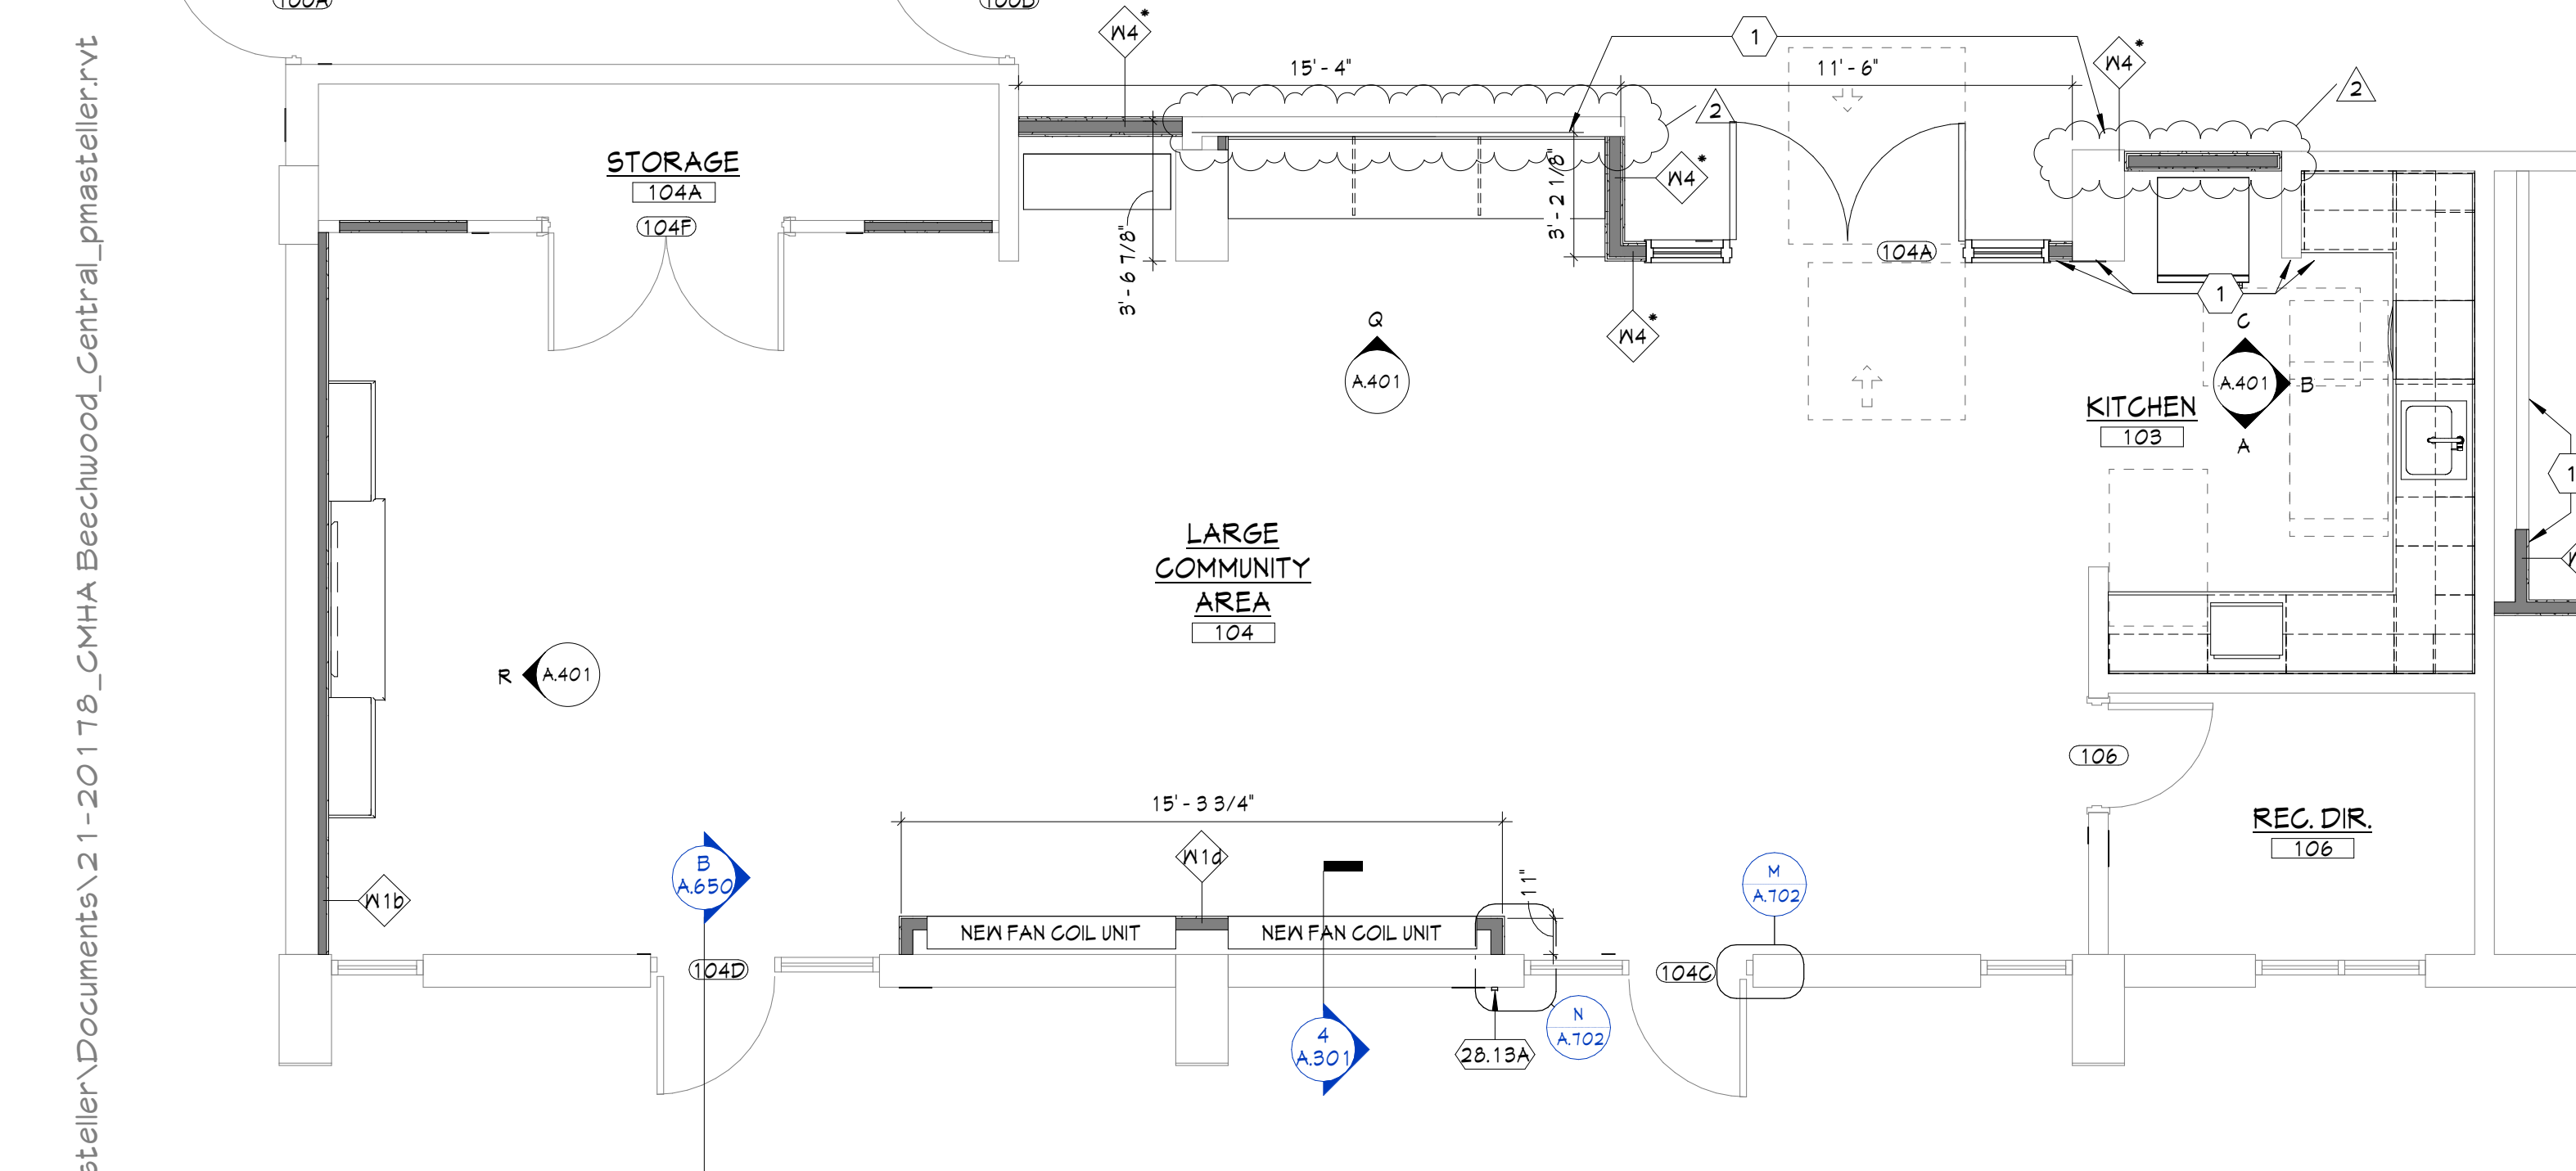 W4*
1
W4*
15'-4"
11'-6"
2
2
STORAGE
104A
104F
W4*
3'-2 1/8"
3'-6 7/8"
104A
1
W4*
Q
A.401
C
A.401
B
A
KITCHEN
103
LARGE
COMMUNITY
AREA
104
R
A.401
106
REC. DIR.
106
15'-3 3/4"
W1d
11"
B
A.650
M
A.702
W1b
NEW FAN COIL UNIT
NEW FAN COIL UNIT
104D
104C
4
A.301
28.13A
N
A.702
steller\Documents\21-20178_CMHA Beechwood_Central_pmasteller.rvt